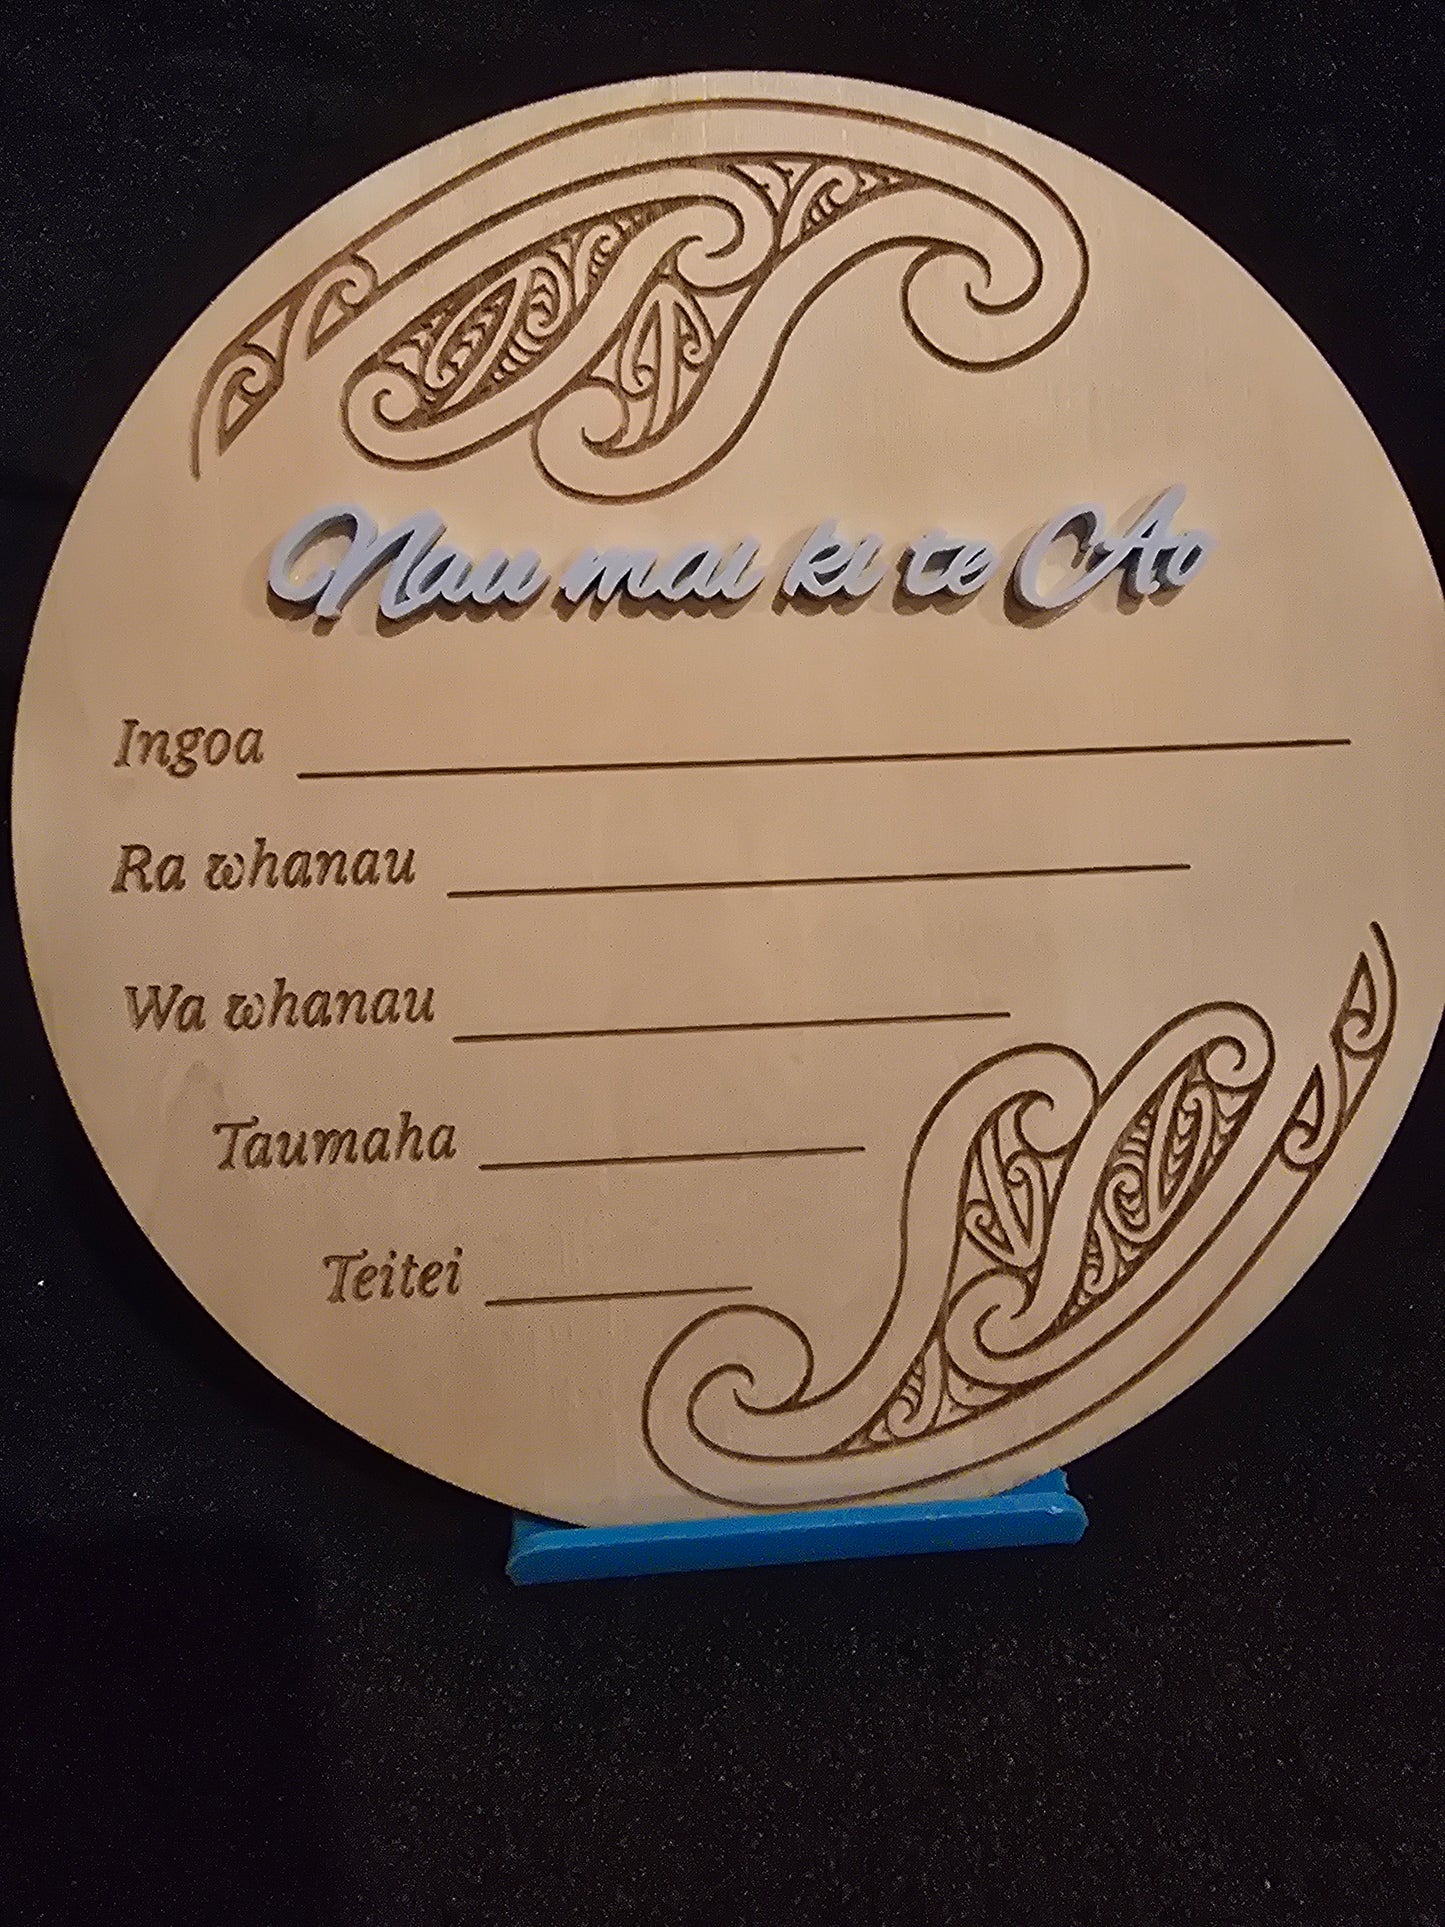 Nau mai ki te Ao
Ingoa
Ra whanau
Wa whanau
Taumaha
Teitei